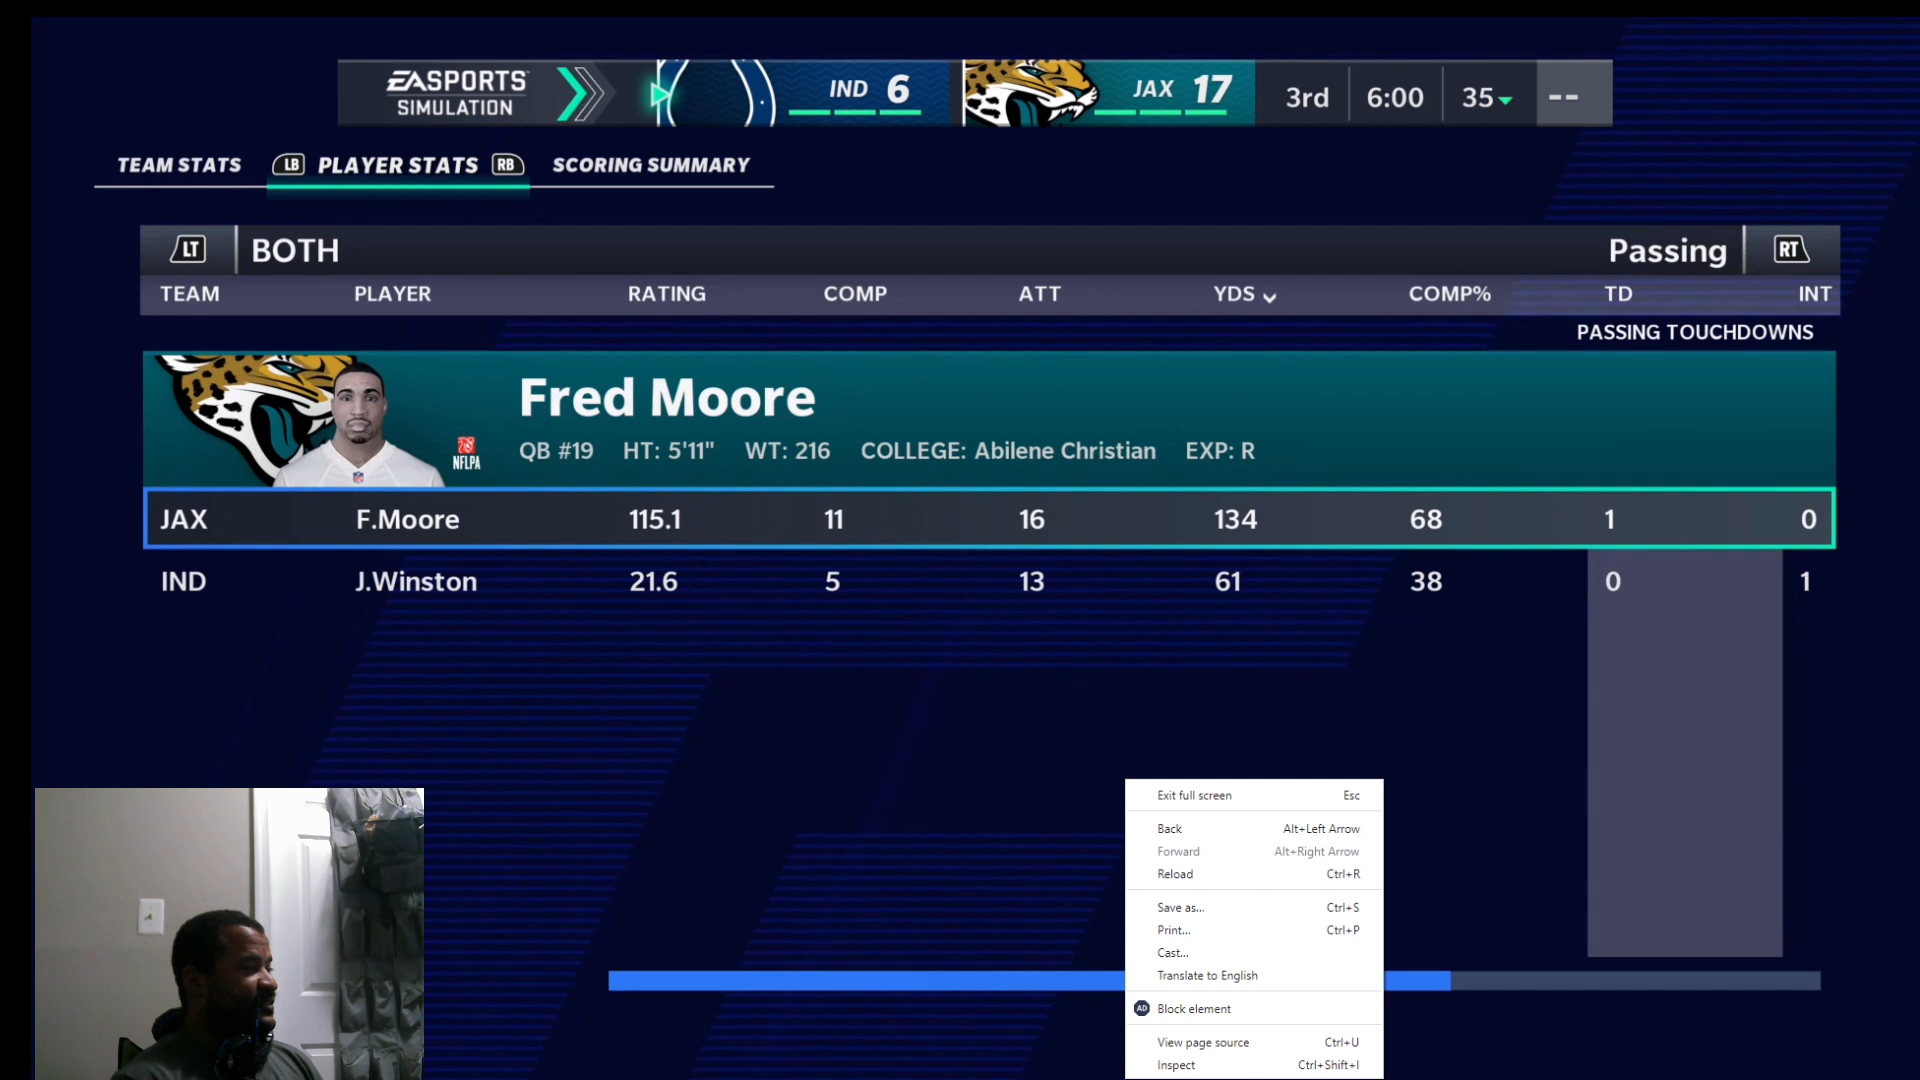 EA SPORTS SIMULATION IND 6 JAX 17 3rd 6:00 35 --
TEAM STATS LB PLAYER STATS RB SCORING SUMMARY
LT BOTH Passing RT
TEAM PLAYER RATING COMP ATT YDS COMP% TD INT
PASSING TOUCHDOWNS
Fred Moore
NFLPA QB #19 HT: 5'11" WT: 216 COLLEGE: Abilene Christian EXP: R
JAX F.Moore 115.1 11 16 134 68 1 0
IND J.Winston 21.6 5 13 61 38 0 1
Exit full screen Esc
Back Alt+Left Arrow
Forward Alt+Right Arrow
Reload Ctrl+R
Save as... Ctrl+S
Print... Ctrl+P
Cast...
Translate to English
AD Block element
View page source Ctrl+U
Inspect Ctrl+Shift+I